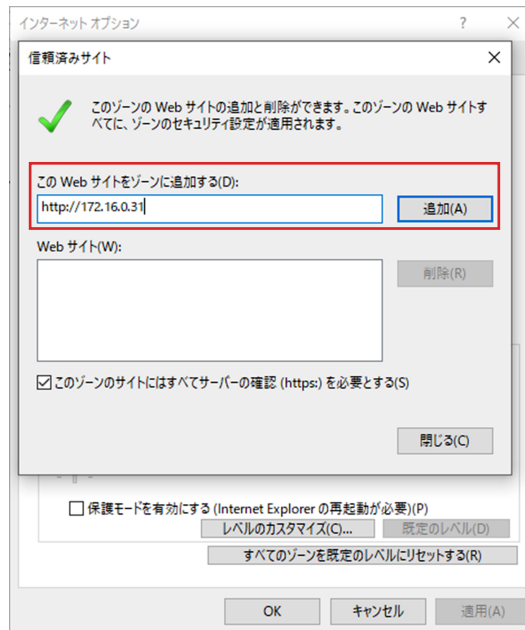 インターネット オプション
?
信頼済みサイト
このゾーンの Web サイトの追加と削除ができます。このゾーンの Web サイトす
べてに、ゾーンのセキュリティ設定が適用されます。
この Web サイトをゾーンに追加する(D):
http://172.16.0.31
追加(A)
Web サイト(W):
削除(R)
このゾーンのサイトにはすべてサーバーの確認 (https:) を必要とする(S)
閉じる(C)
保護モードを有効にする (Internet Explorer の再起動が必要)(P)
レベルのカスタマイズ(C)...
既定のレベル(D)
すべてのゾーンを既定のレベルにリセットする(R)
OK
キャンセル
適用(A)